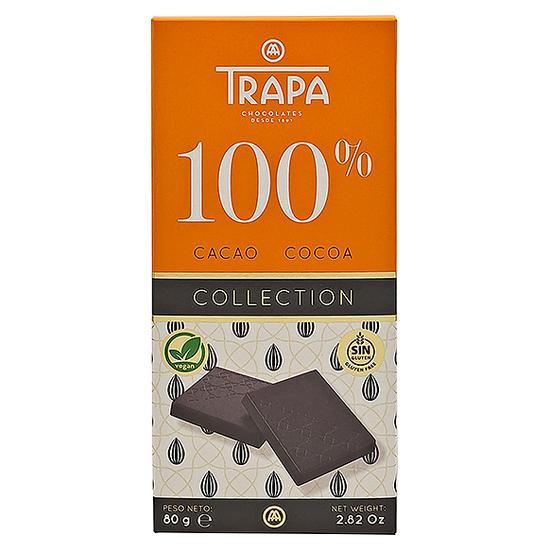 TRAPA
CHOCOLATES
DESDE 1891
100%
CACAO COCOA
COLLECTION
vegan
SIN
GLUTEN
GLUTEN FREE
PESO NETO: NET WEIGHT:
80 g ℮ 2.82 Oz